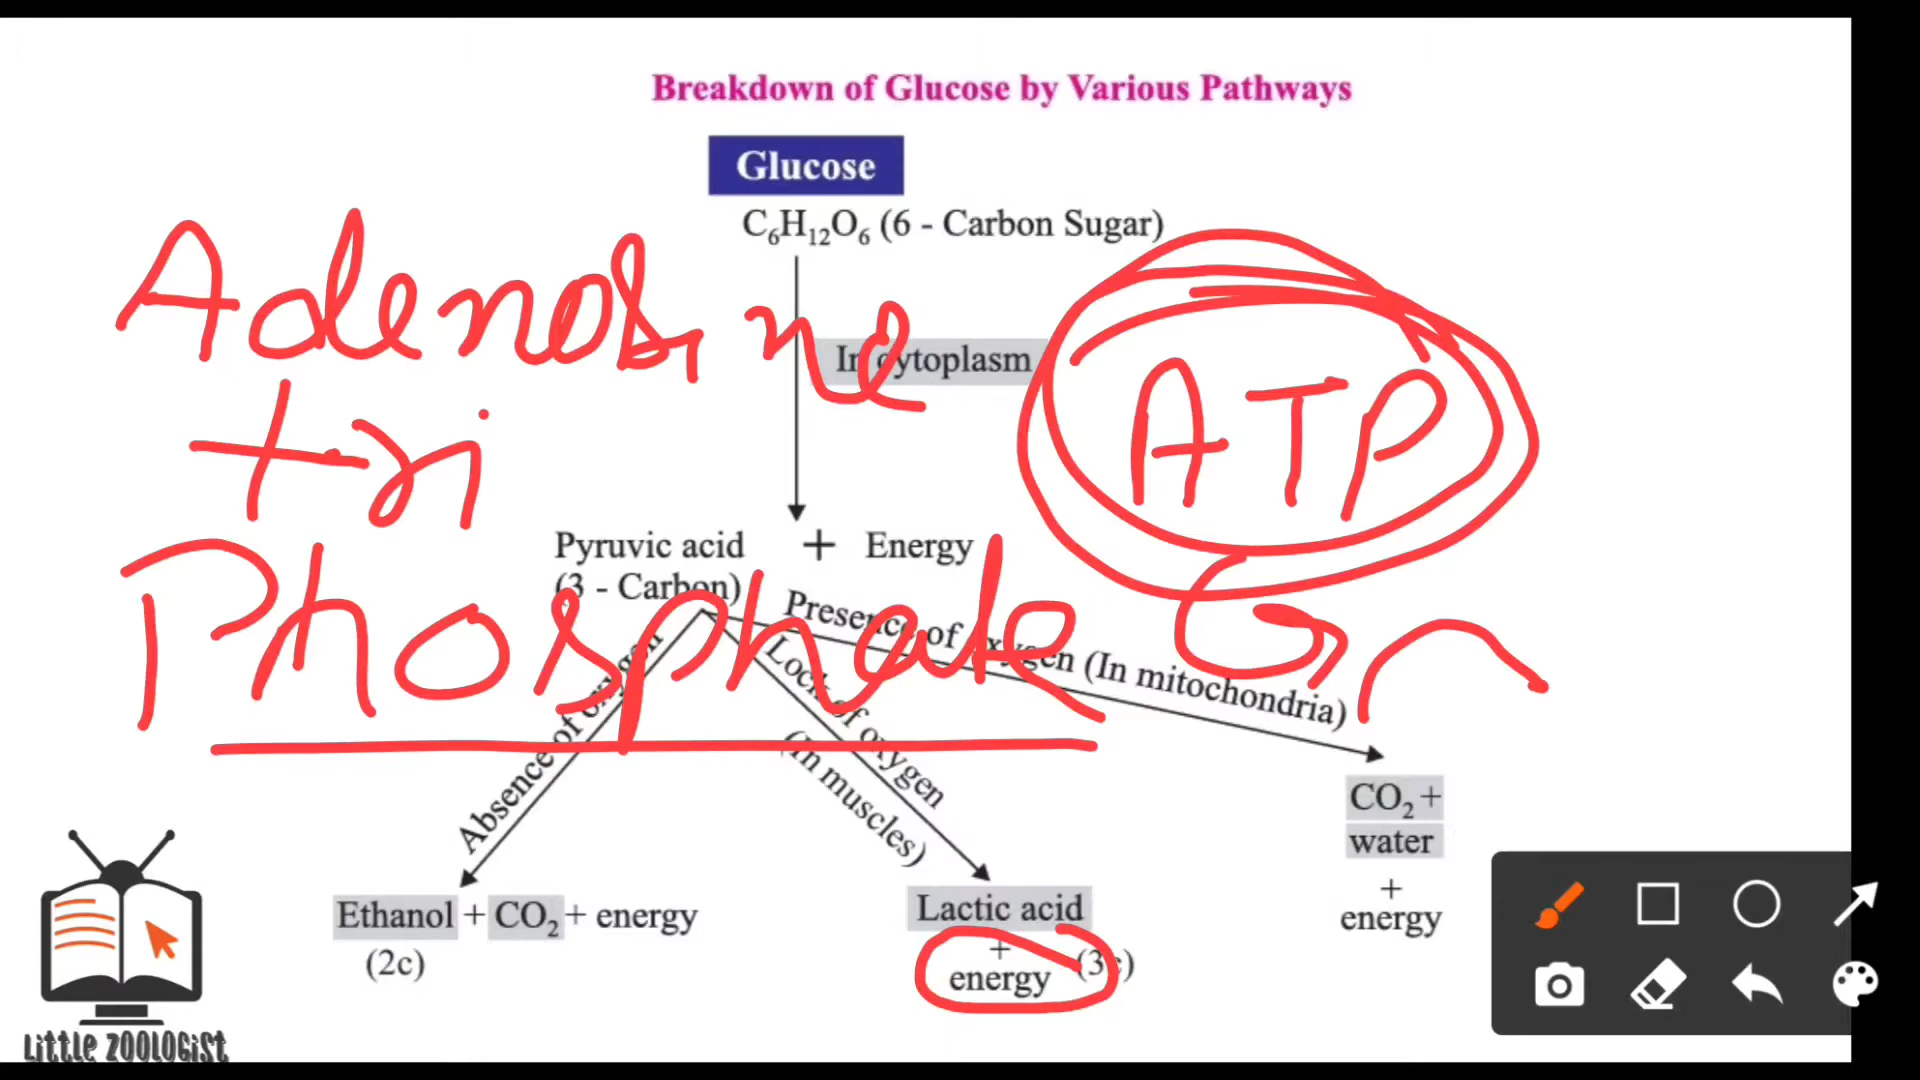 Breakdown of Glucose by Various Pathways
Glucose
C₆H₁₂O₆ (6 - Carbon Sugar)
Adenosine
In cytoplasm
ATP
tri
Pyruvic acid + Energy
(3 - Carbon)
Phosphate
Presence of oxygen (In mitochondria)
Lock of oxygen
(In muscles)
Absence of oxygen
CO₂ +
water
+
energy
Ethanol + CO₂ + energy
(2c)
Lactic acid
+ (3c)
energy
LiTTLE ZOOLOGiST